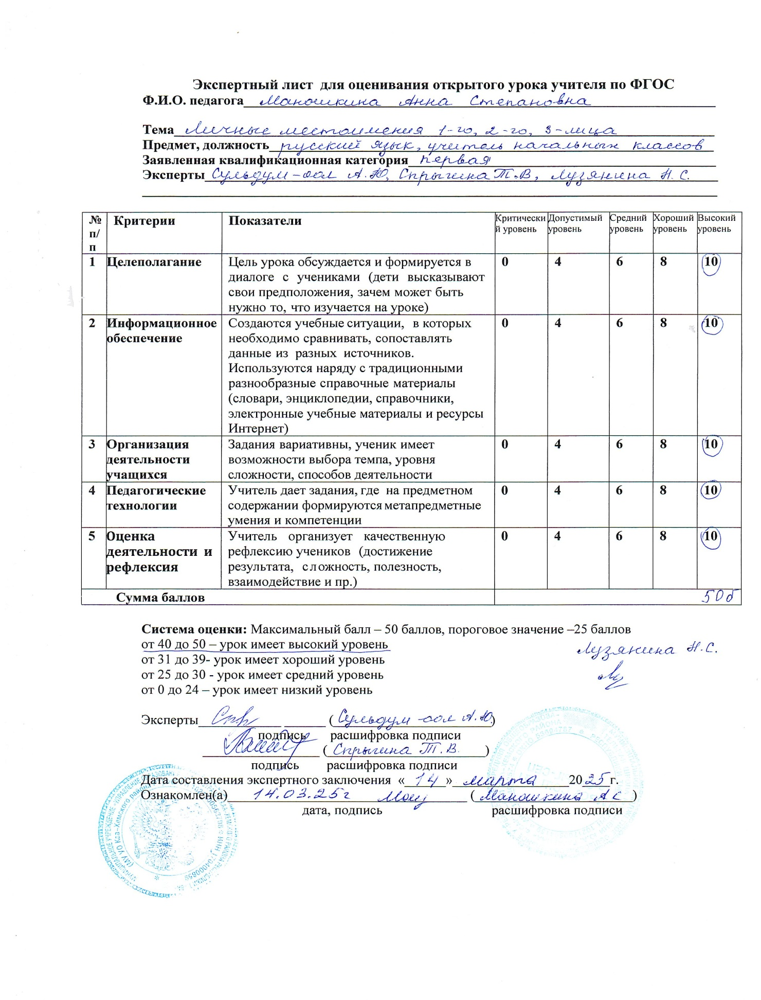 Экспертный лист для оценивания открытого урока учителя по ФГОС
Ф.И.О. педагога Маношкина Анна Степановна
Тема Личные местоимения 1-го, 2-го, 3-лица
Предмет, должность русский язык, учитель начальных классов
Заявленная квалификационная категория первая
Эксперты Сульдум-оол А.Ю, Спрыгина Т.В, Лузянина Н.С.
№ п/п Критерии Показатели Критический уровень Допустимый уровень Средний уровень Хороший уровень Высокий уровень
1 Целеполагание Цель урока обсуждается и формируется в 0 4 6 8 10
диалоге с учениками (дети высказывают
свои предположения, зачем может быть
нужно то, что изучается на уроке)
2 Информационное Создаются учебные ситуации, в которых 0 4 6 8 10
обеспечение необходимо сравнивать, сопоставлять
данные из разных источников.
Используются наряду с традиционными
разнообразные справочные материалы
(словари, энциклопедии, справочники,
электронные учебные материалы и ресурсы
Интернет)
3 Организация Задания вариативны, ученик имеет 0 4 6 8 10
деятельности возможности выбора темпа, уровня
учащихся сложности, способов деятельности
4 Педагогические Учитель дает задания, где на предметном 0 4 6 8 10
технологии содержании формируются метапредметные
умения и компетенции
5 Оценка Учитель организует качественную 0 4 6 8 10
деятельности и рефлексию учеников (достижение
рефлексия результата, сложность, полезность,
взаимодействие и пр.)
Сумма баллов 50б
Система оценки: Максимальный балл – 50 баллов, пороговое значение –25 баллов
от 40 до 50 – урок имеет высокий уровень
Лузянина Н.С.
от 31 до 39- урок имеет хороший уровень
от 25 до 30 - урок имеет средний уровень
от 0 до 24 – урок имеет низкий уровень
Эксперты (Сульдум-оол А.Ю.)
подпись расшифровка подписи
(Спрыгина Т.В.)
подпись расшифровка подписи
Дата составления экспертного заключения «14» марта 2025 г.
Ознакомлен(а) 14.03.25г (Маношкина АС)
дата, подпись расшифровка подписи